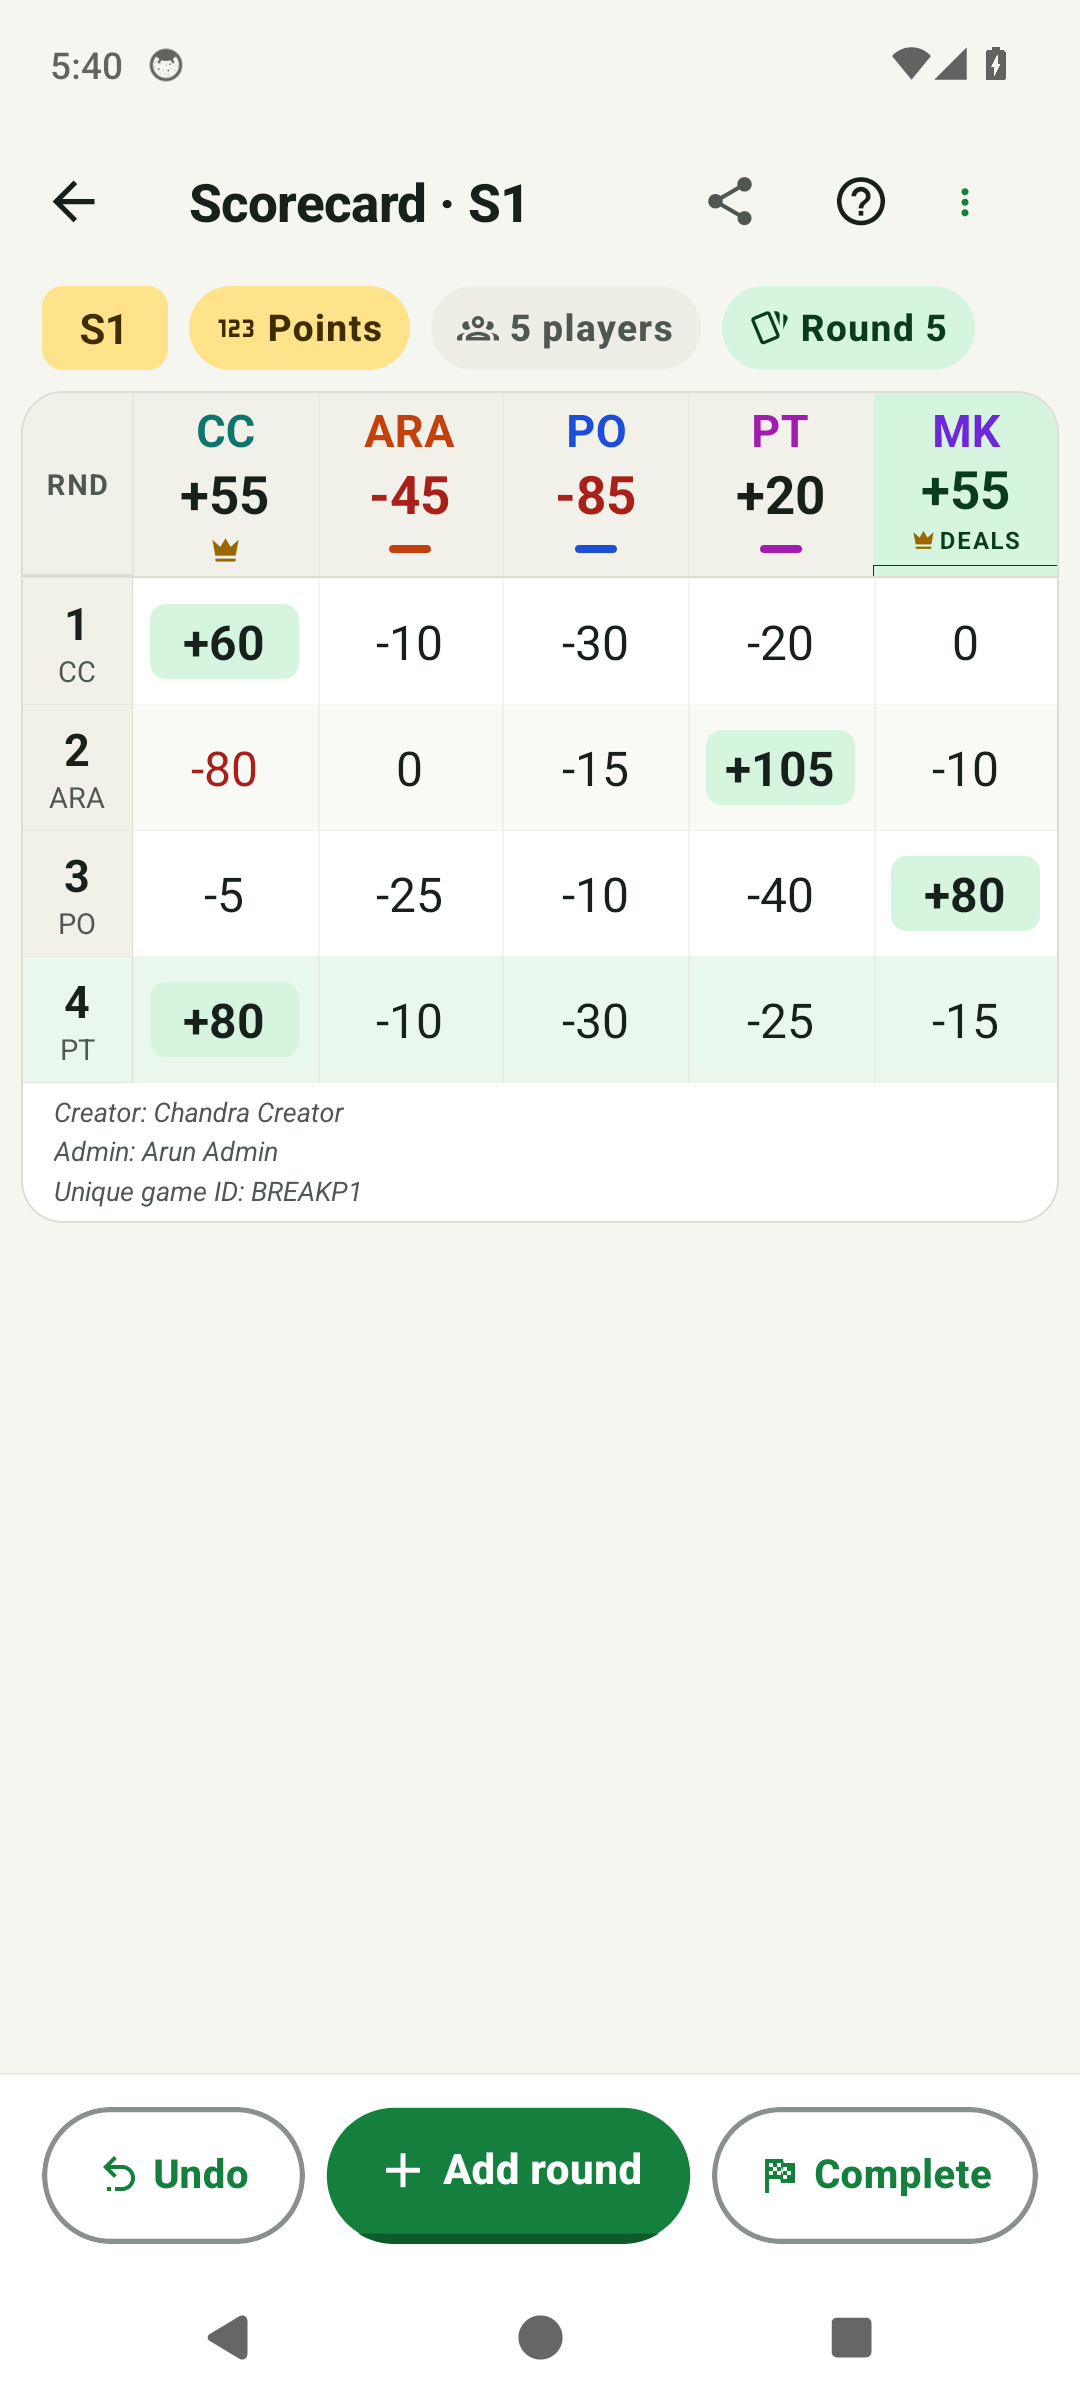 5:40
Scorecard · S1
S1 123 Points 5 players Round 5
RND CC ARA PO PT MK
+55 -45 -85 +20 +55
DEALS
1 +60 -10 -30 -20 0
CC
2 -80 0 -15 +105 -10
ARA
3 -5 -25 -10 -40 +80
PO
4 +80 -10 -30 -25 -15
PT
Creator: Chandra Creator
Admin: Arun Admin
Unique game ID: BREAKP1
Undo + Add round Complete